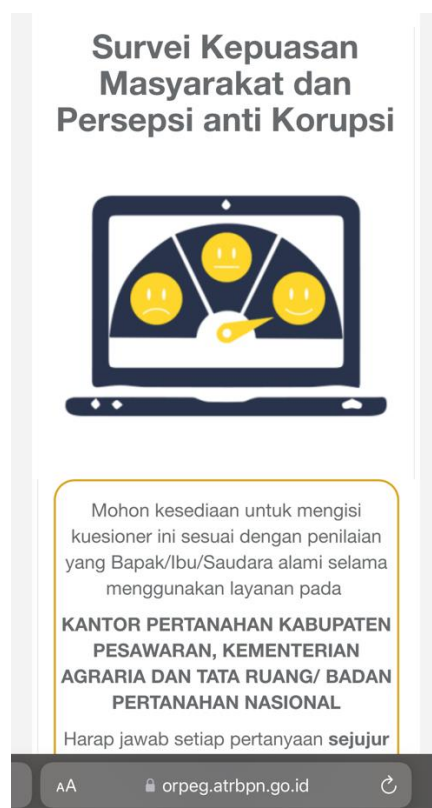 Survei Kepuasan
Masyarakat dan
Persepsi anti Korupsi
Mohon kesediaan untuk mengisi
kuesioner ini sesuai dengan penilaian
yang Bapak/Ibu/Saudara alami selama
menggunakan layanan pada
KANTOR PERTANAHAN KABUPATEN
PESAWARAN, KEMENTERIAN
AGRARIA DAN TATA RUANG/ BADAN
PERTANAHAN NASIONAL
Harap jawab setiap pertanyaan sejujur
AA orpeg.atrbpn.go.id